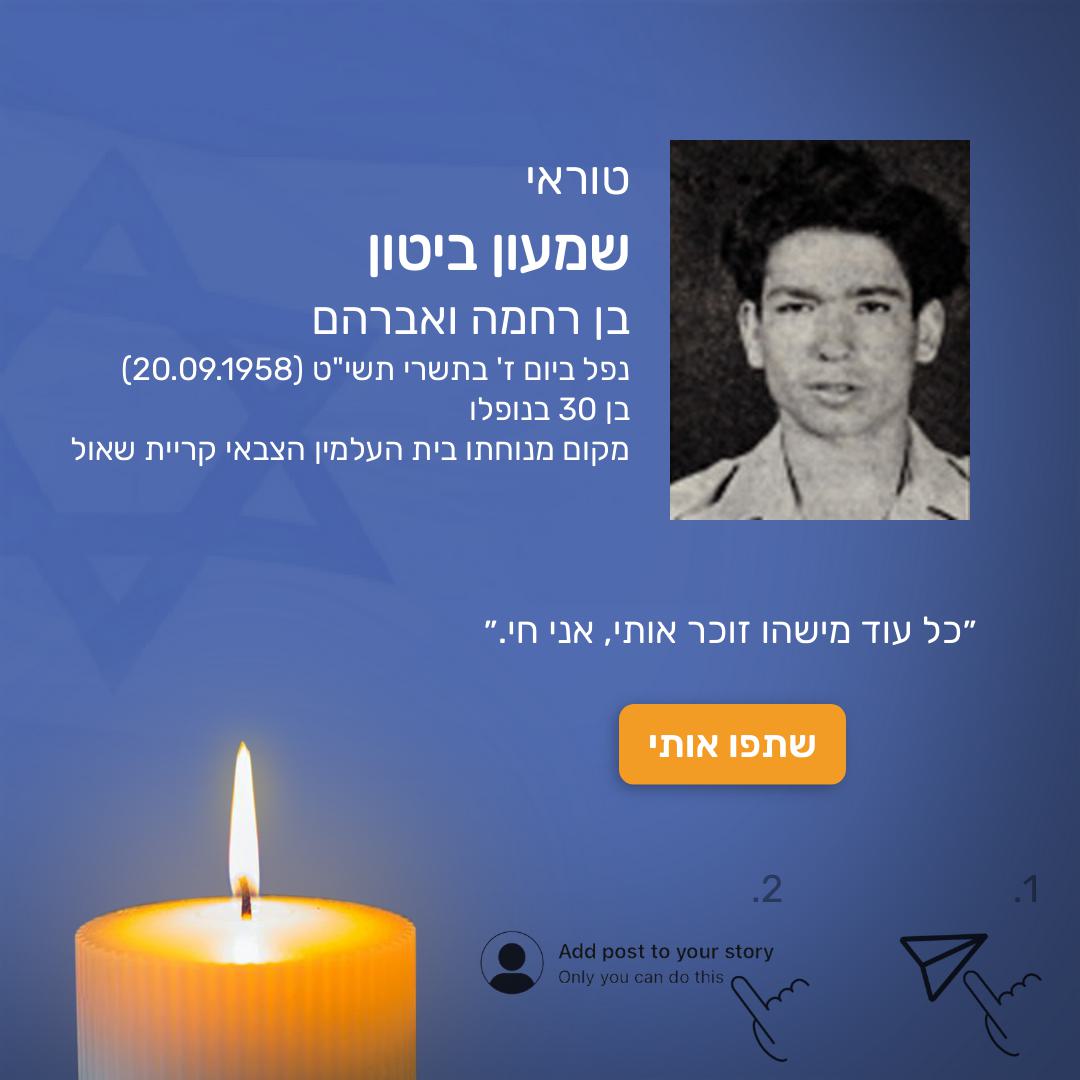 טוראי
שמעון ביטון
בן רחמה ואברהם
נפל ביום ז' בתשרי תשי"ט (20.09.1958)
בן 30 בנופלו
מקום מנוחתו בית העלמין הצבאי קריית שאול
״כל עוד מישהו זוכר אותי, אני חי.״
שתפו אותי
1.
2.
Add post to your story
Only you can do this